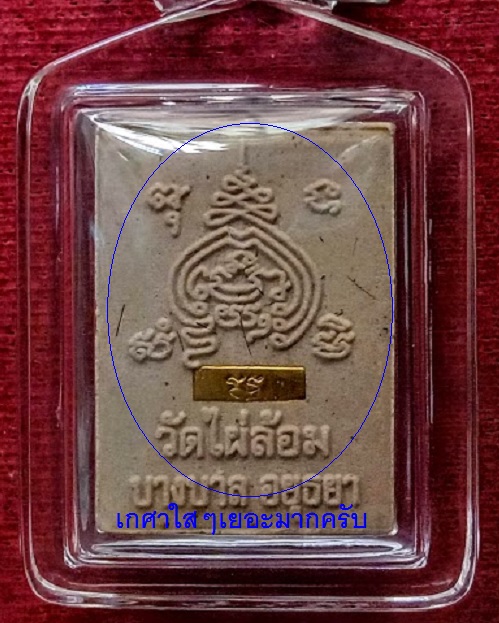 วัดไผ่ล้อม
บางบาล.อยุธยา
เกศาใสๆเยอะมากครับ